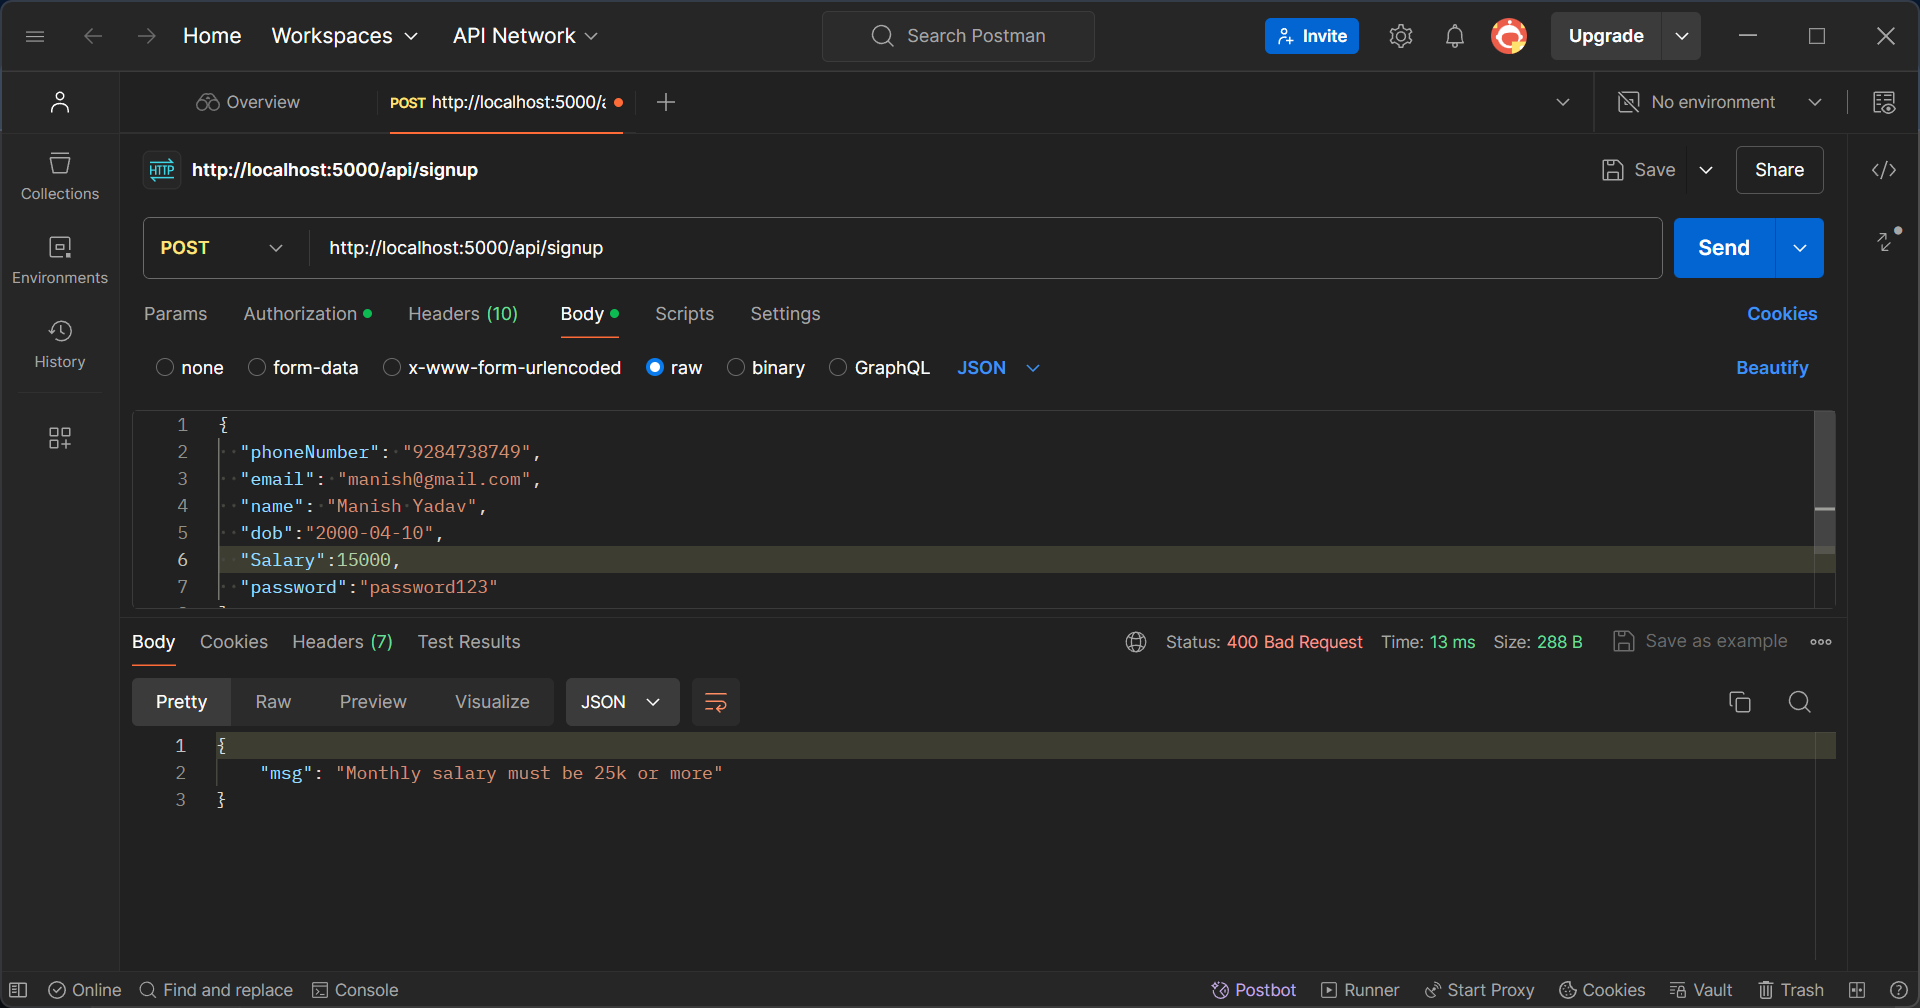 Home Workspaces API Network Search Postman Invite Upgrade
Overview POST http://localhost:5000/a No environment
HTTP http://localhost:5000/api/signup Save Share
Collections
POST http://localhost:5000/api/signup Send
Environments
Params Authorization Headers (10) Body Scripts Settings Cookies
History
none form-data x-www-form-urlencoded raw binary GraphQL JSON Beautify
1 {
2 "phoneNumber": "9284738749",
3 "email": "manish@gmail.com",
4 "name": "Manish Yadav",
5 "dob":"2000-04-10",
6 "Salary":15000,
7 "password":"password123"
Body Cookies Headers (7) Test Results Status: 400 Bad Request Time: 13 ms Size: 288 B Save as example
Pretty Raw Preview Visualize JSON
1 {
2 "msg": "Monthly salary must be 25k or more"
3 }
Online Find and replace Console Postbot Runner Start Proxy Cookies Vault Trash